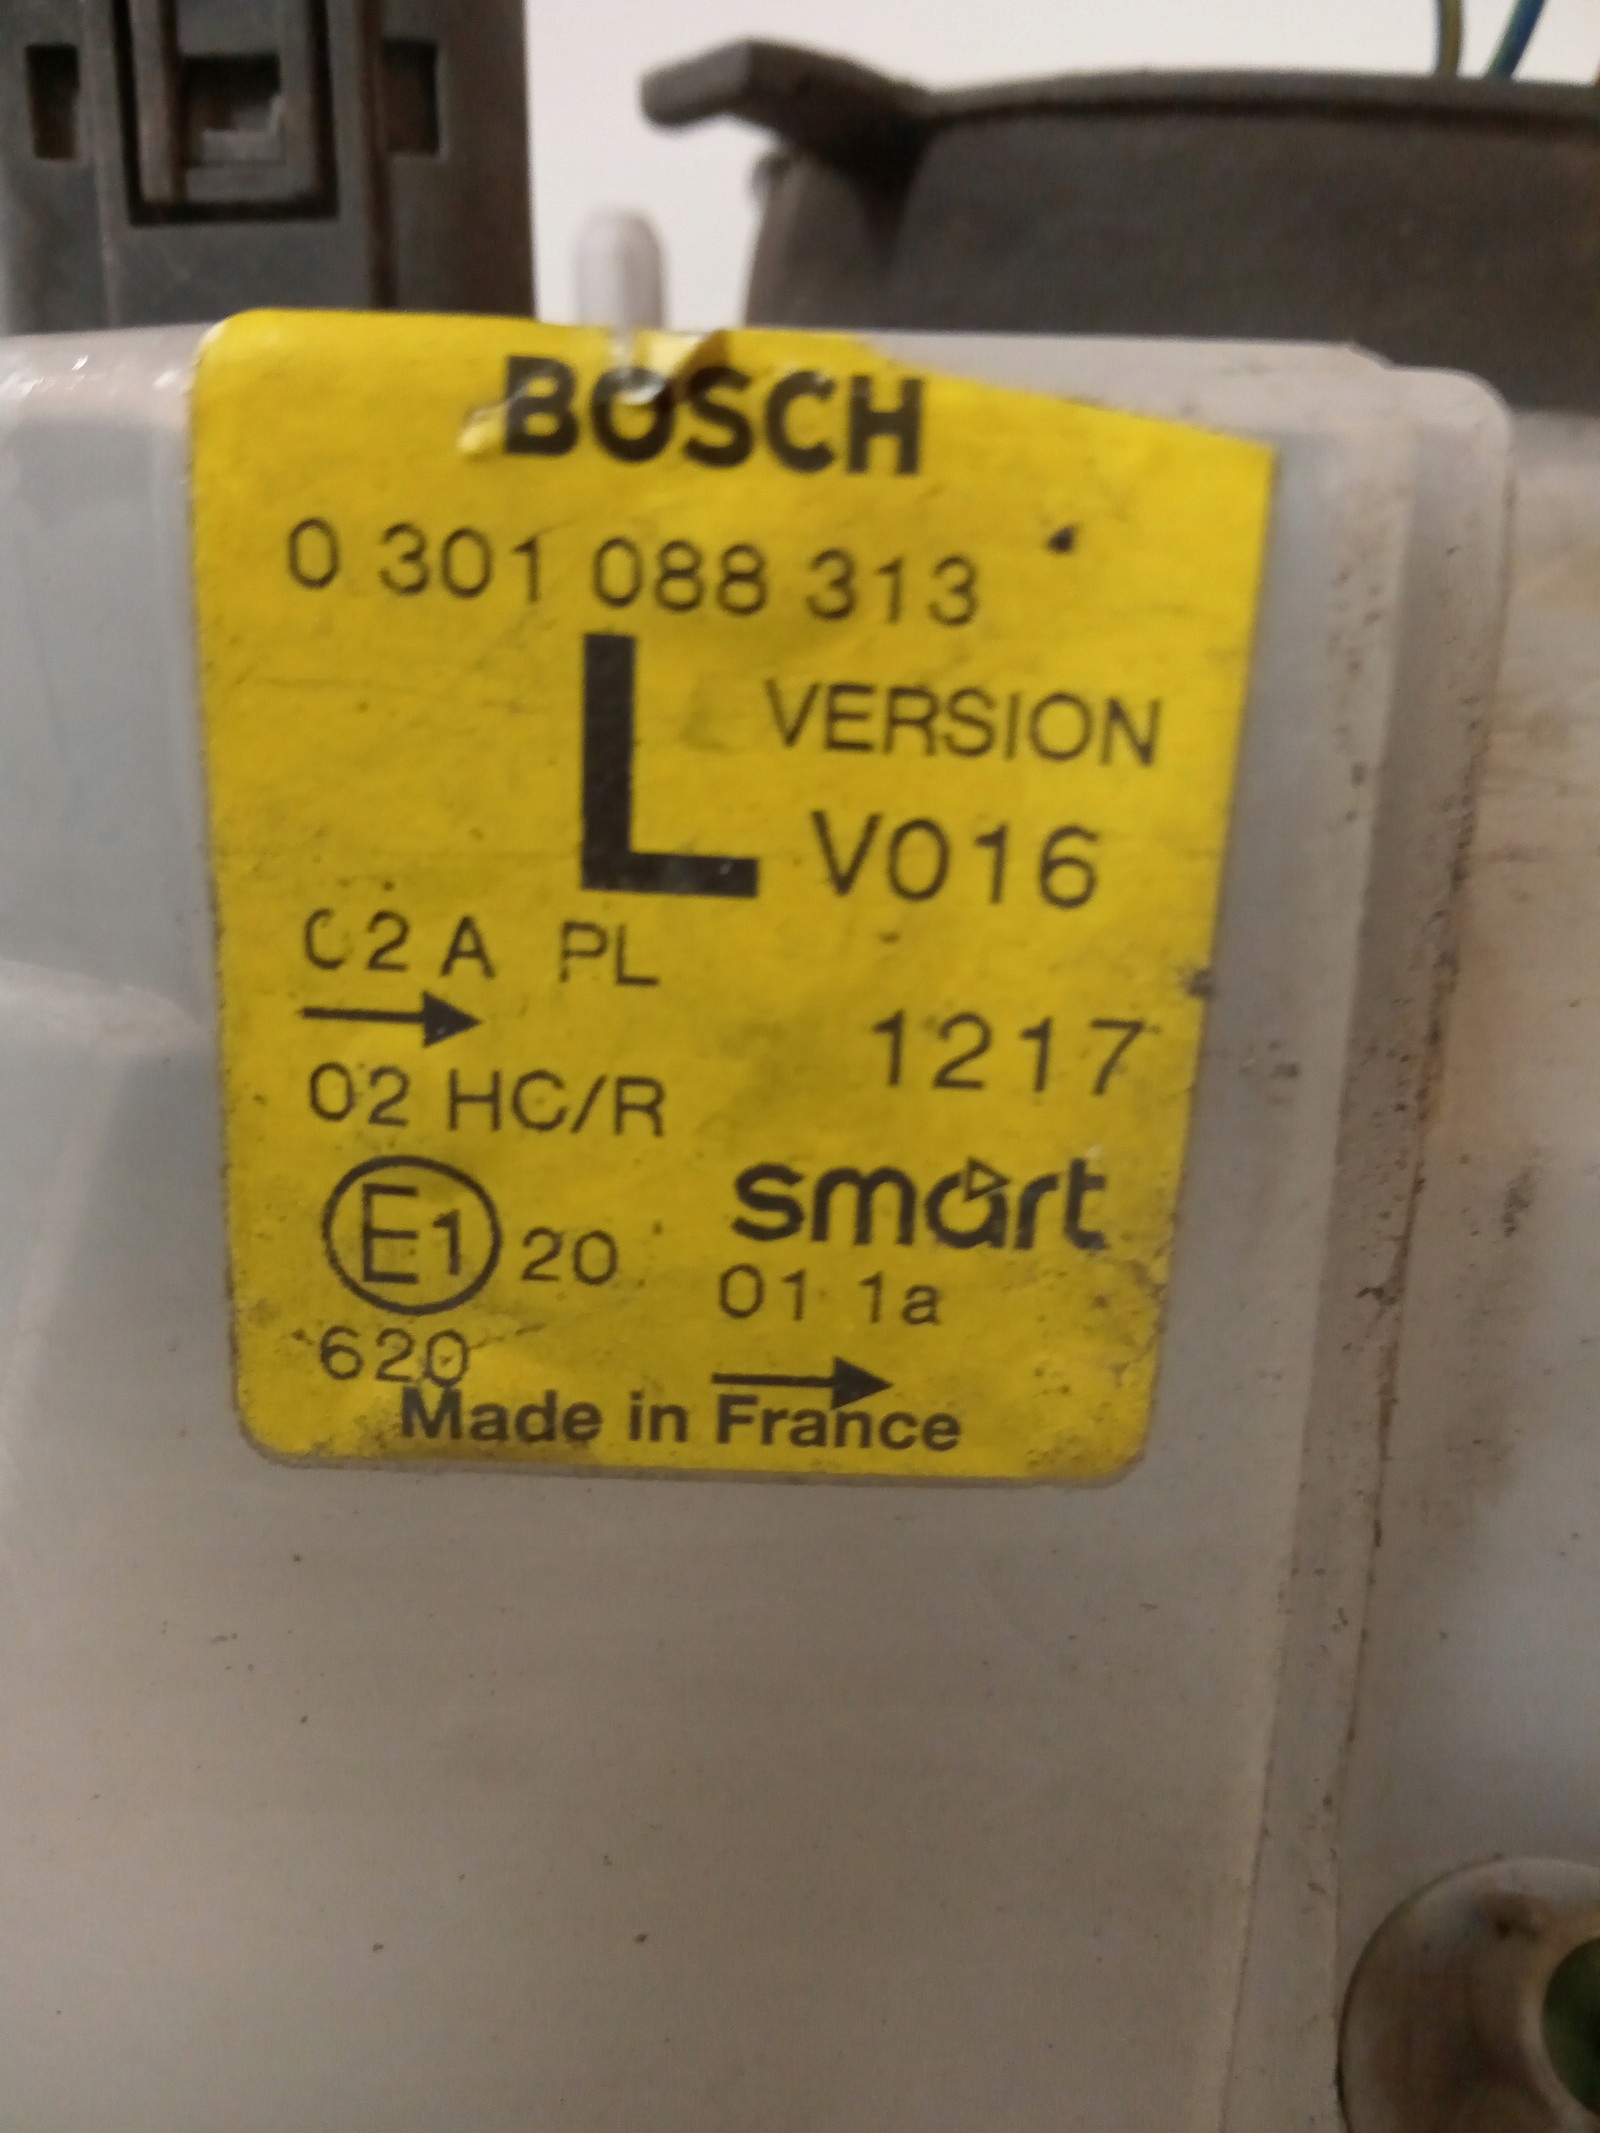 BOSCH
0 301 088 313
L VERSION
V016
02 A PL
1217
02 HC/R
smart
E1 20
01 1a
620
Made in France